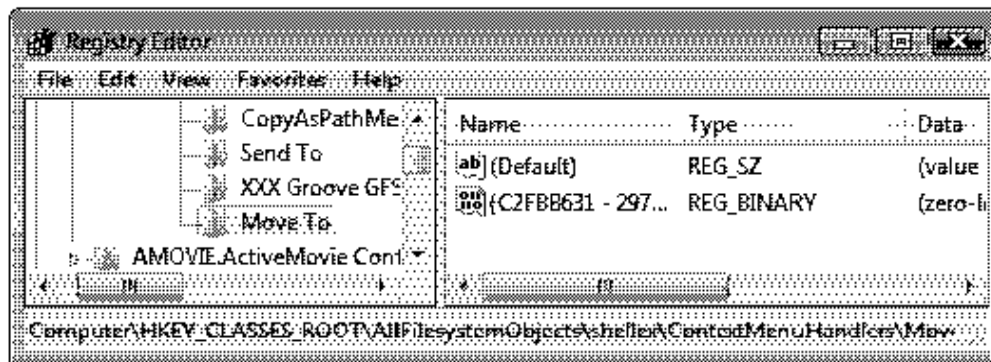 Registry Editor
File Edit View Favorites Help
CopyAsPathMe
Send To
XXX Groove GFS
Move To
AMOVIE.ActiveMovie Cont
Name Type Data
(Default) REG_SZ (value
{C2FBB631 - 297... REG_BINARY (zero-l
Computer\HKEY_CLASSES_ROOT\AllFilesystemObjects\shellex\ContextMenuHandlers\Mov